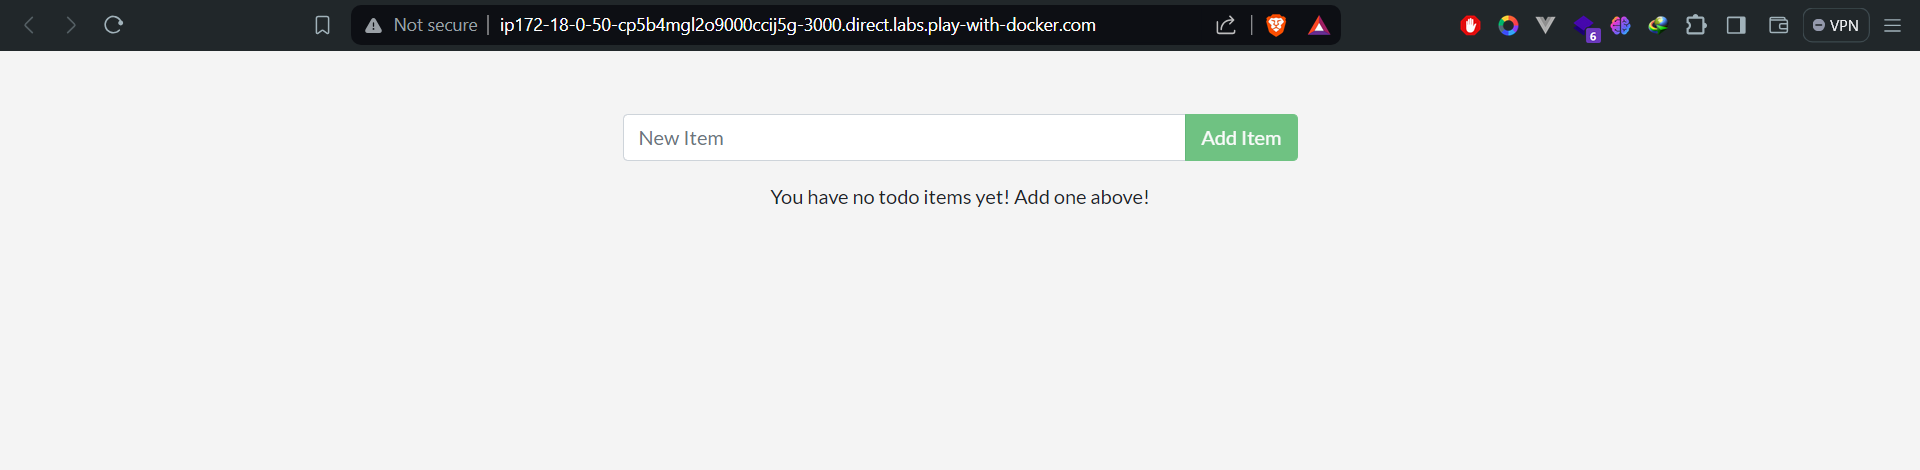 Not secure ip172-18-0-50-cp5b4mgl2o9000ccij5g-3000.direct.labs.play-with-docker.com
6
VPN
New Item
Add Item
You have no todo items yet! Add one above!